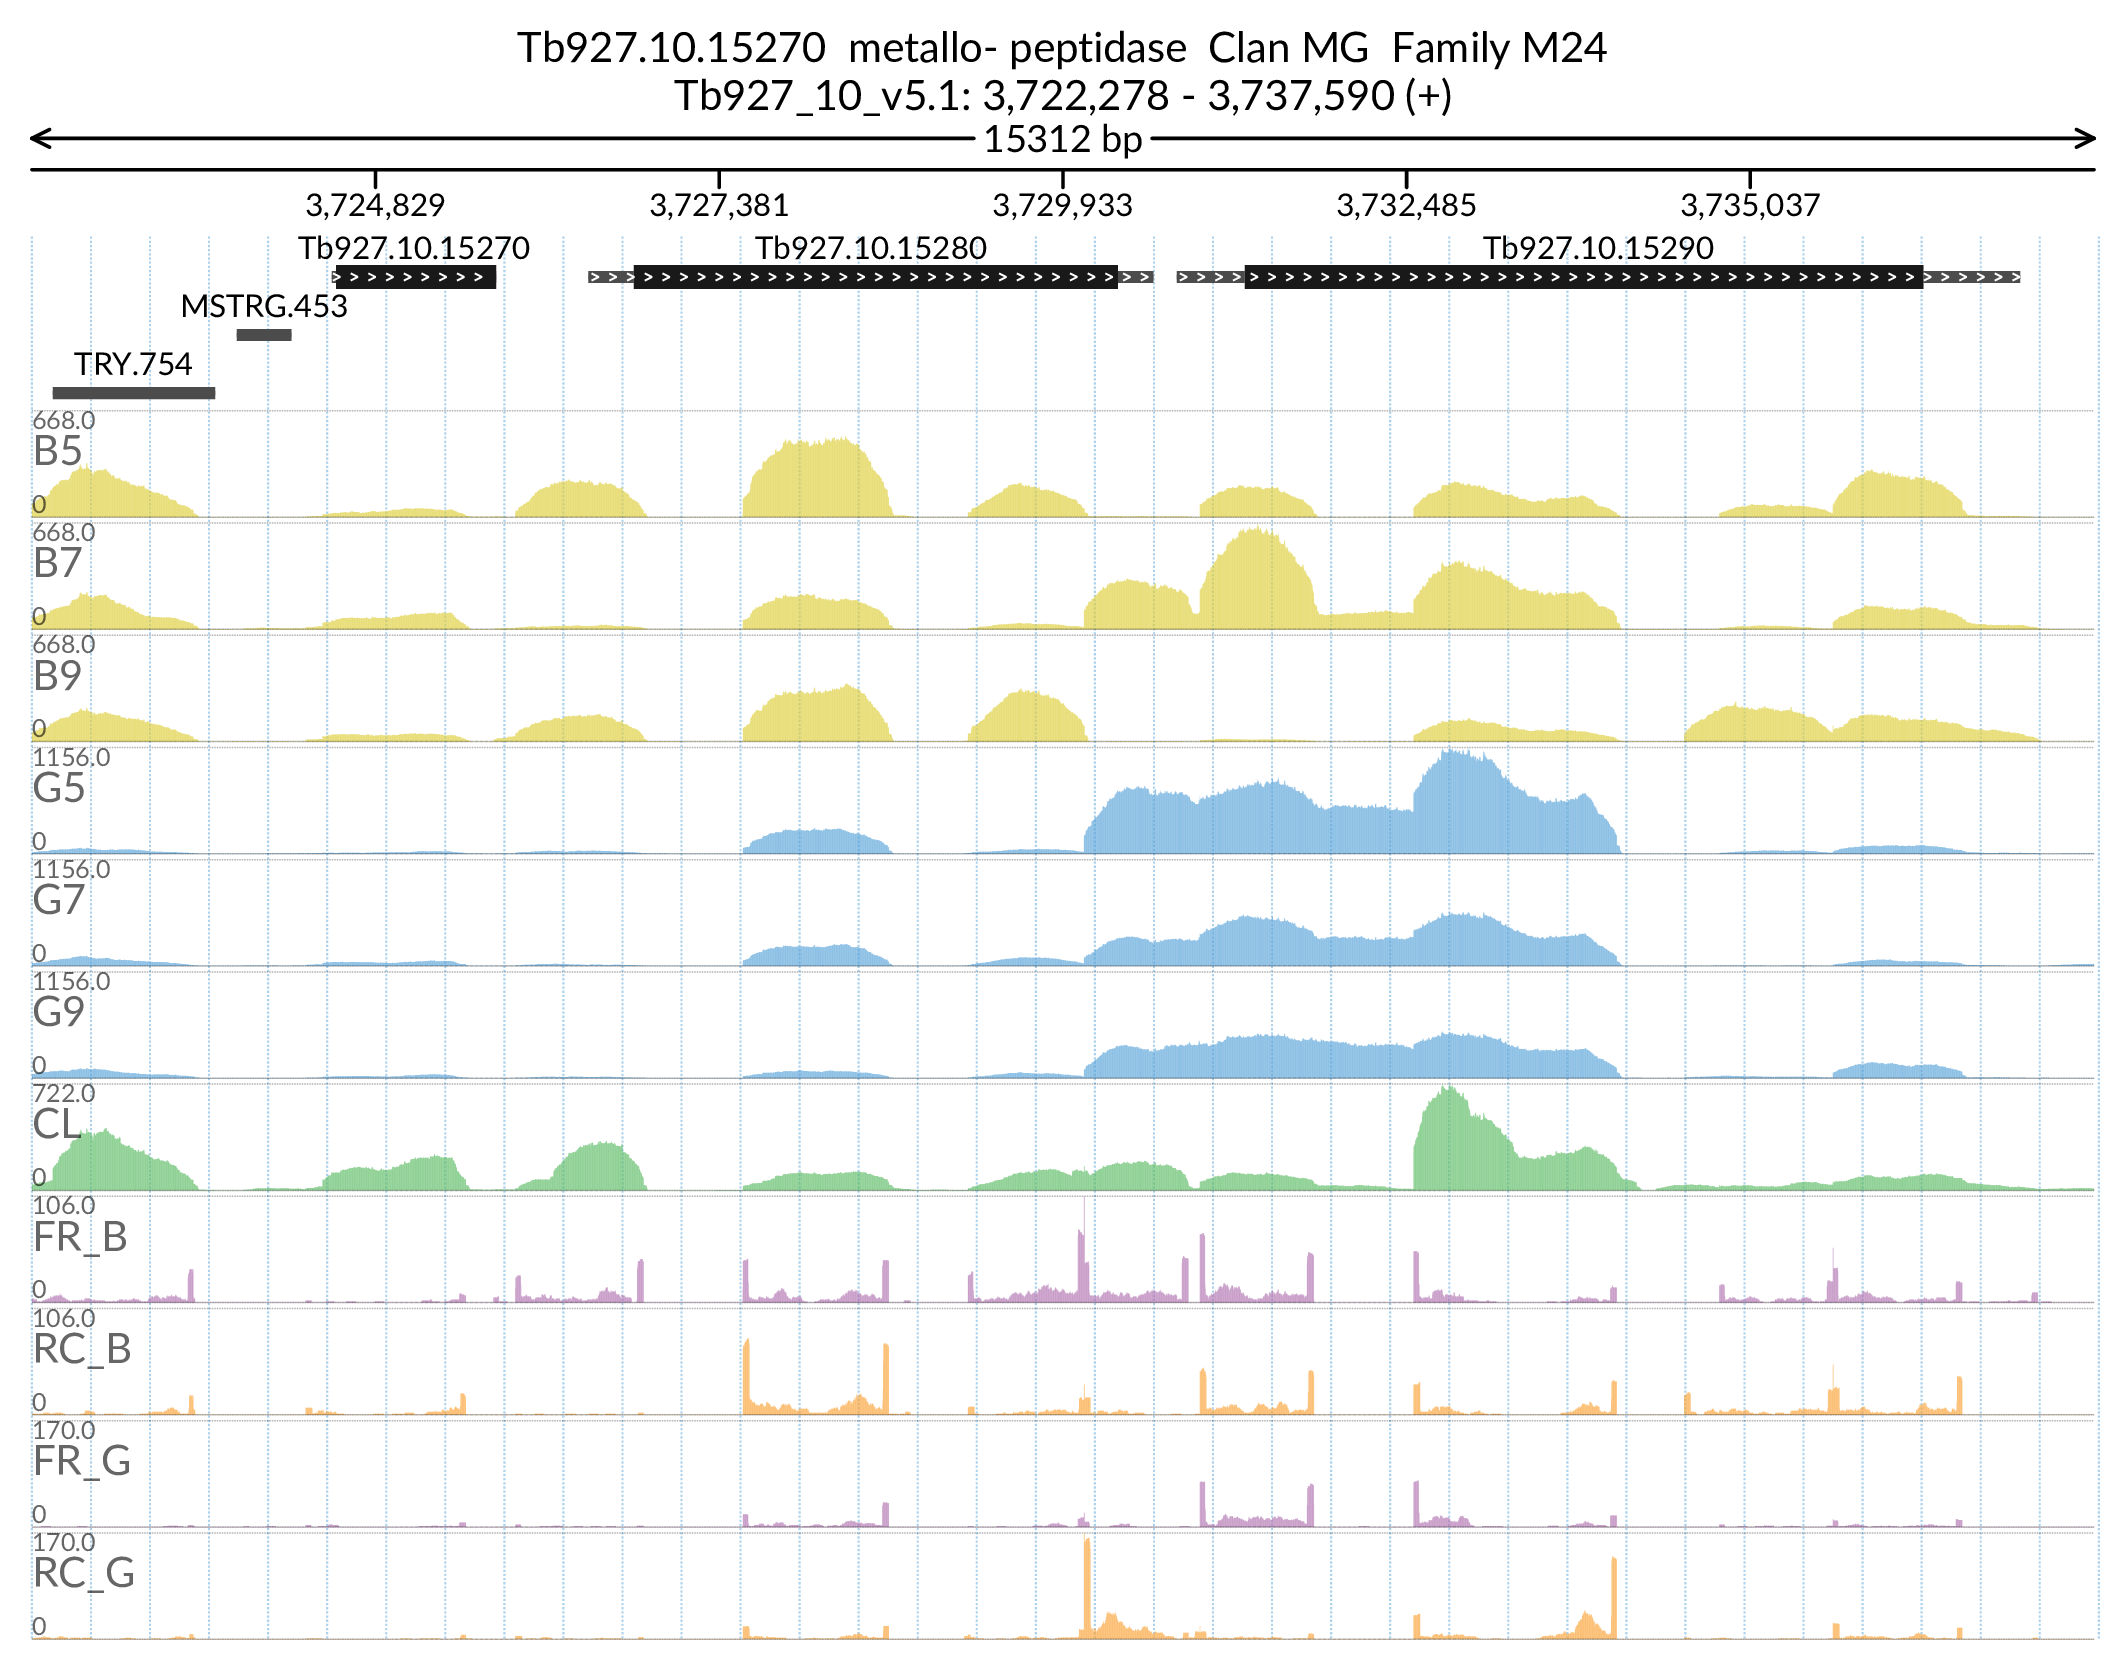 Tb927.10.15270  metallo- peptidase  Clan MG  Family M24
Tb927_10_v5.1: 3,722,278 - 3,737,590 (+)
15312 bp
3,724,829 3,727,381 3,729,933 3,732,485 3,735,037
Tb927.10.15270 Tb927.10.15280 Tb927.10.15290
MSTRG.453
TRY.754
668.0
B5
0
668.0
B7
0
668.0
B9
0
1156.0
G5
0
1156.0
G7
0
1156.0
G9
0
722.0
CL
0
106.0
FR_B
0
106.0
RC_B
0
170.0
FR_G
0
170.0
RC_G
0